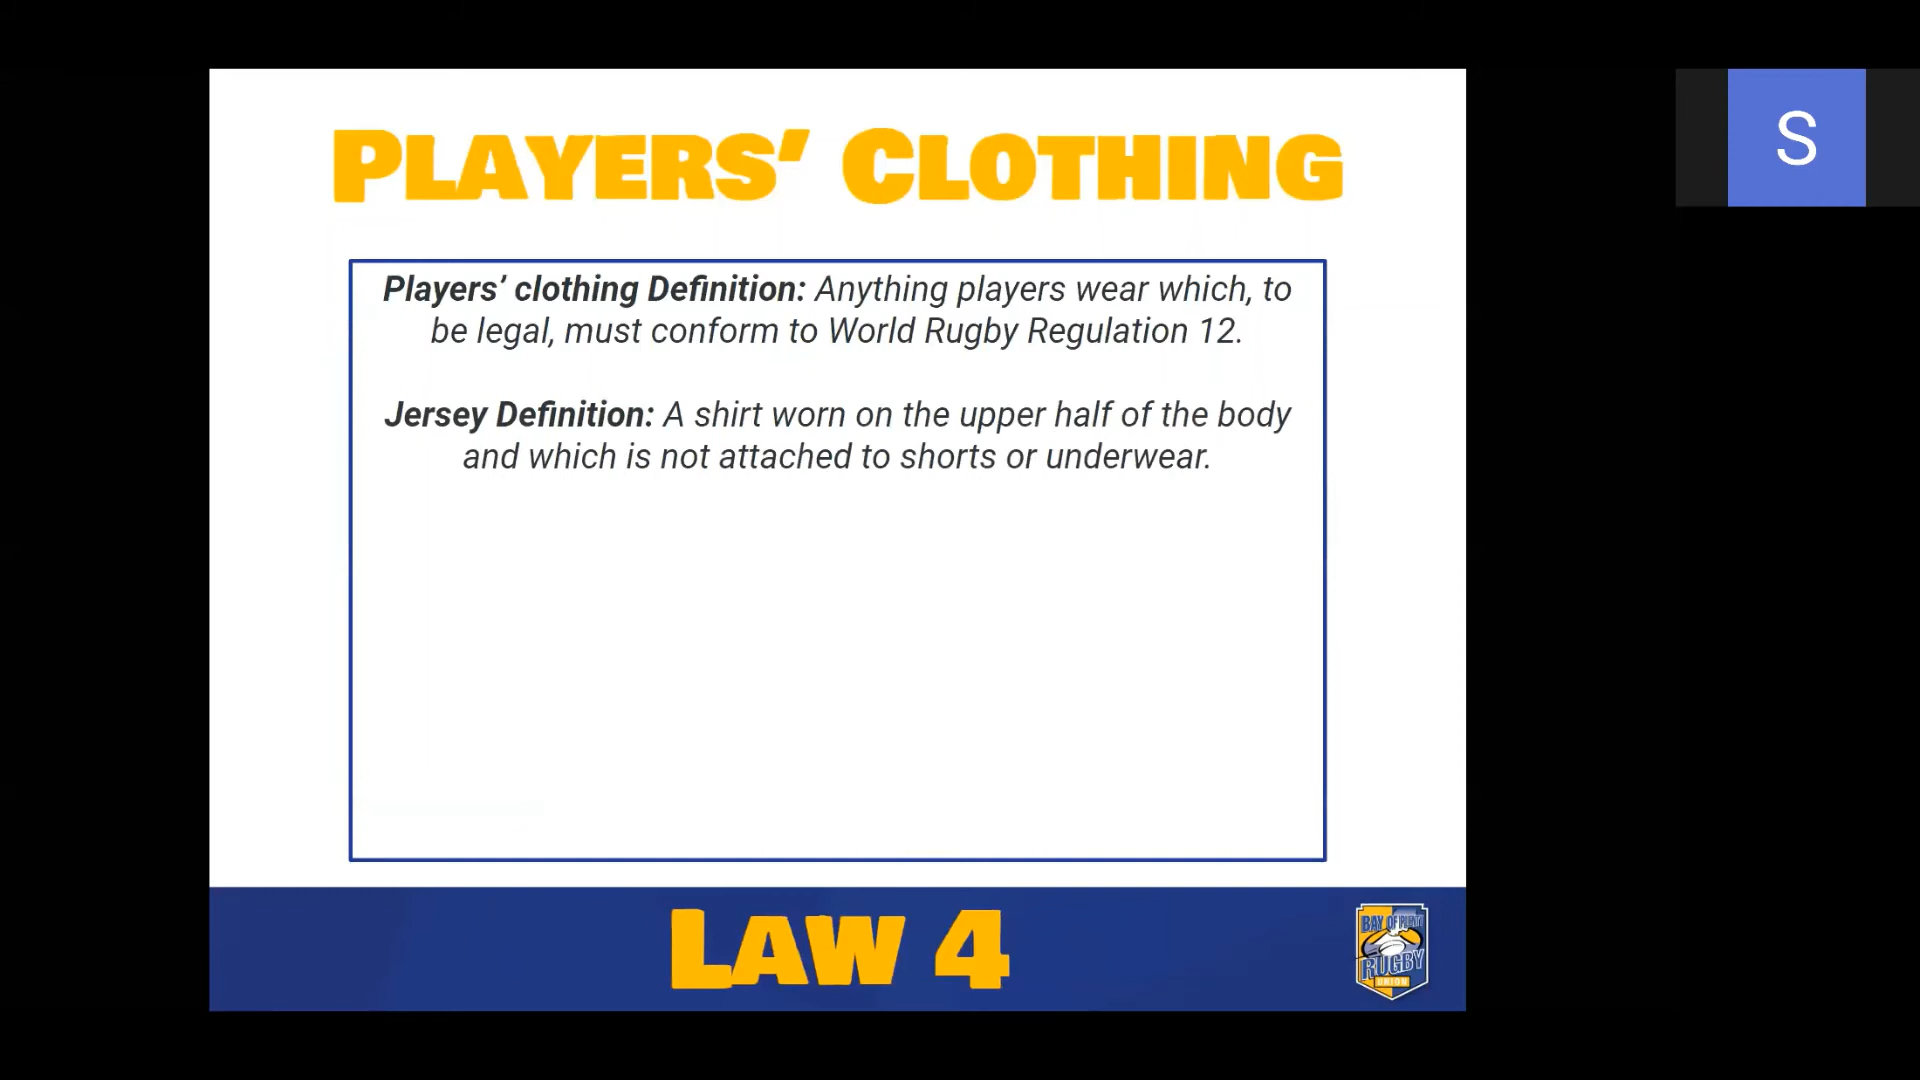 PLAYERS' CLOTHING
S
Players' clothing Definition: Anything players wear which, to
be legal, must conform to World Rugby Regulation 12.
Jersey Definition: A shirt worn on the upper half of the body
and which is not attached to shorts or underwear.
LAW 4
BAY OF PLENTY
RUGBY
UNION